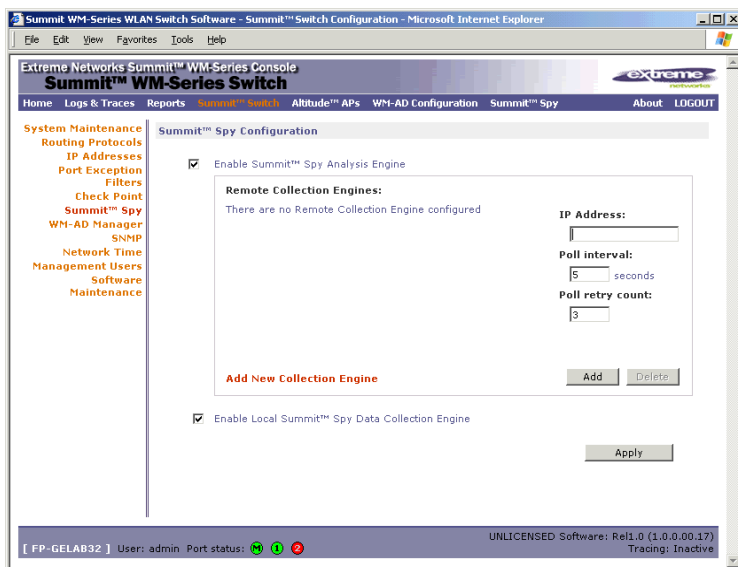 Summit WM-Series WLAN Switch Software - Summit™ Switch Configuration - Microsoft Internet Explorer
File Edit View Favorites Tools Help
Extreme Networks Summit™ WM-Series Console
Summit™ WM-Series Switch
extreme
networks
Home Logs & Traces Reports Summit™ Switch Altitude™ APs WM-AD Configuration Summit™ Spy About LOGOUT
System Maintenance
Routing Protocols
IP Addresses
Port Exception
Filters
Check Point
Summit™ Spy
WM-AD Manager
SNMP
Network Time
Management Users
Software
Maintenance
Summit™ Spy Configuration
Enable Summit™ Spy Analysis Engine
Remote Collection Engines:
There are no Remote Collection Engine configured
IP Address:
Poll interval:
5 seconds
Poll retry count:
3
Add New Collection Engine
Add Delete
Enable Local Summit™ Spy Data Collection Engine
Apply
[ FP-GELAB32 ] User: admin Port status: M 1 2
UNLICENSED Software: Rel1.0 (1.0.0.00.17)
Tracing: Inactive